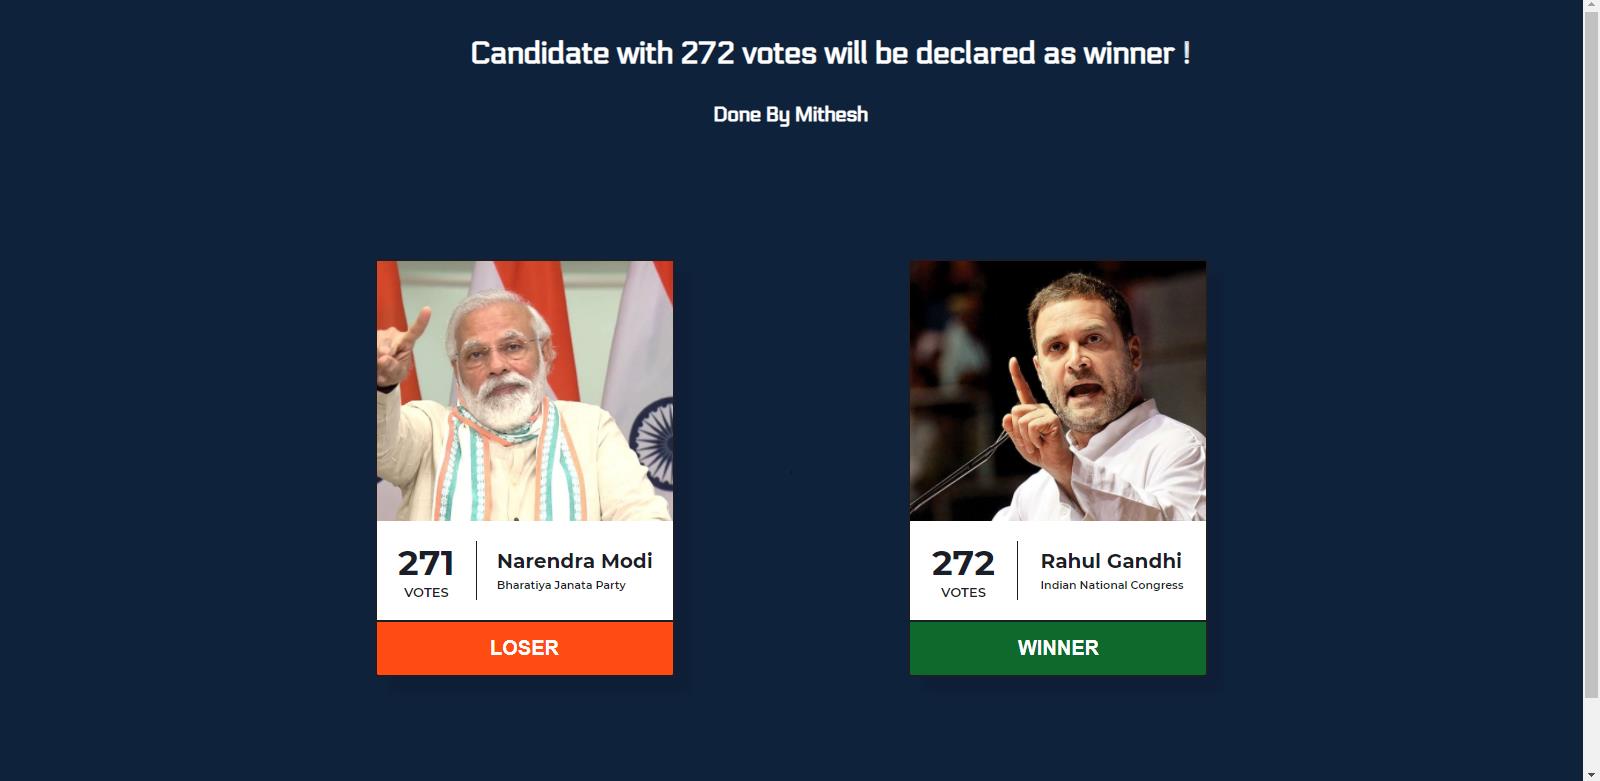 Candidate with 272 votes will be declared as winner !
Done By Mithesh
271
VOTES
Narendra Modi
Bharatiya Janata Party
LOSER
272
VOTES
Rahul Gandhi
Indian National Congress
WINNER